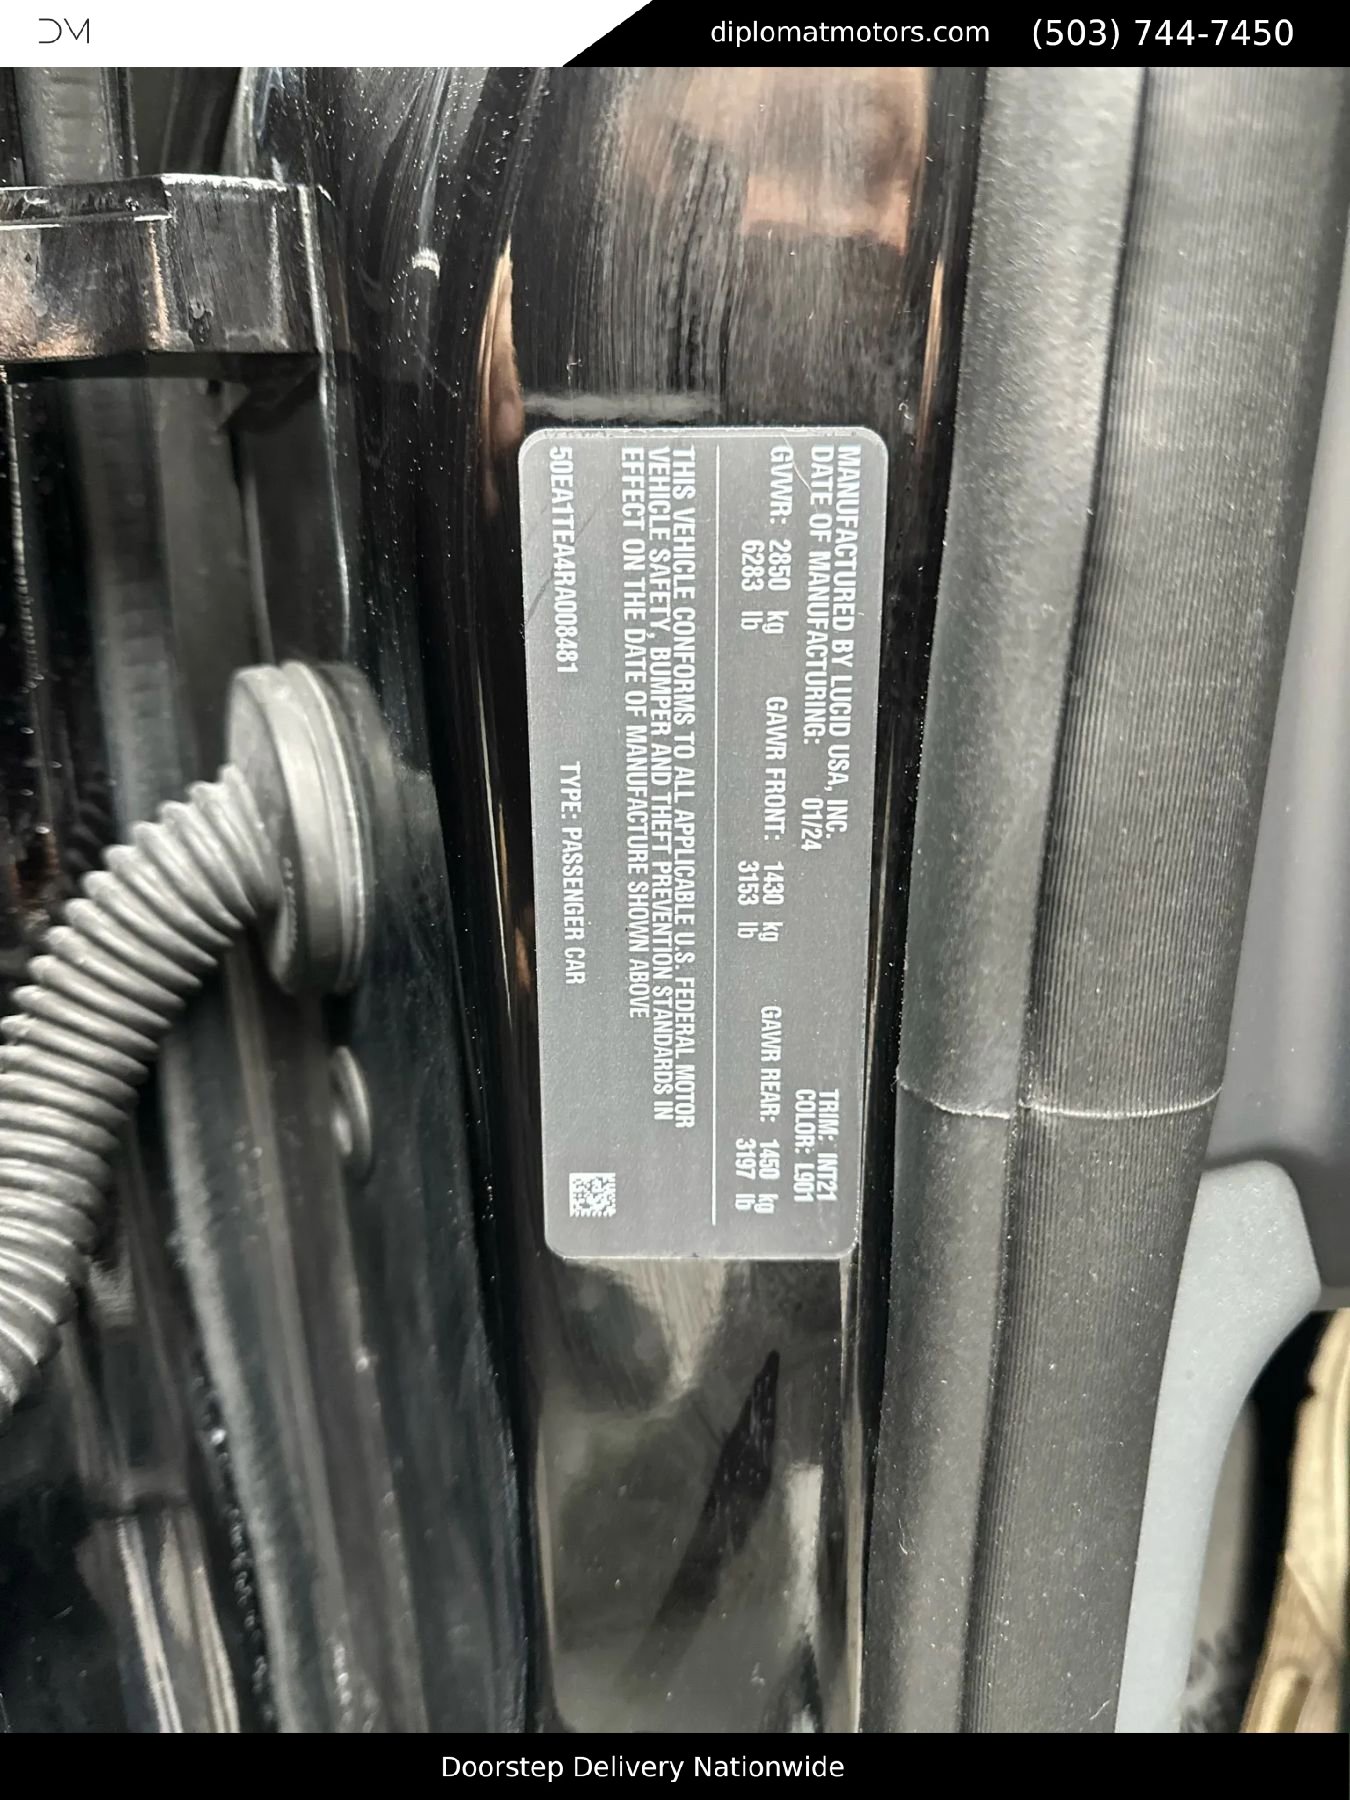 DM
diplomatmotors.com (503) 744-7450
MANUFACTURED BY LUCID USA, INC.
DATE OF MANUFACTURING: 01/24
TRIM: INT21
COLOR: L901
GVWR: 2850 kg GAWR FRONT: 1430 kg GAWR REAR: 1450 kg
6283 lb 3153 lb 3197 lb
THIS VEHICLE CONFORMS TO ALL APPLICABLE U.S. FEDERAL MOTOR
VEHICLE SAFETY, BUMPER AND THEFT PREVENTION STANDARDS IN
EFFECT ON THE DATE OF MANUFACTURE SHOWN ABOVE
50EA1TEA4RA008481 TYPE: PASSENGER CAR
Doorstep Delivery Nationwide